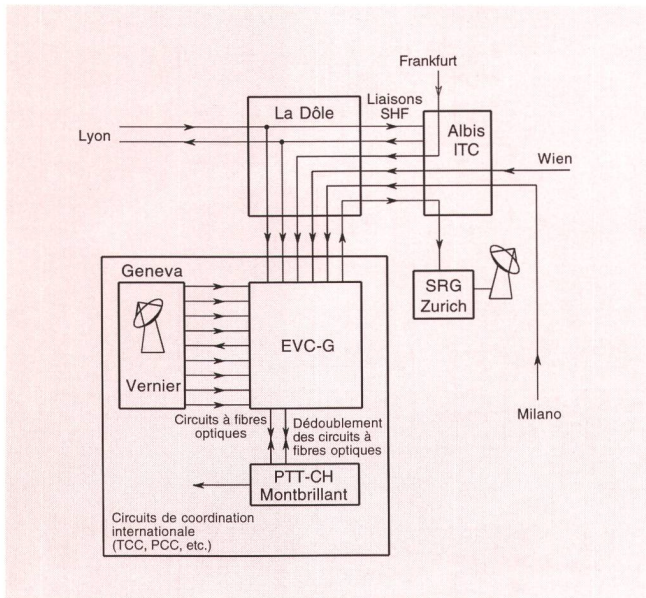 Frankfurt
La Dôle
Liaisons
SHF
Albis
ITC
Lyon
Wien
Geneva
SRG
Zurich
EVC-G
Vernier
Milano
Circuits à fibres
optiques
Dédoublement
des circuits à
fibres optiques
PTT-CH
Montbrillant
Circuits de coordination
internationale
(TCC, PCC, etc.)